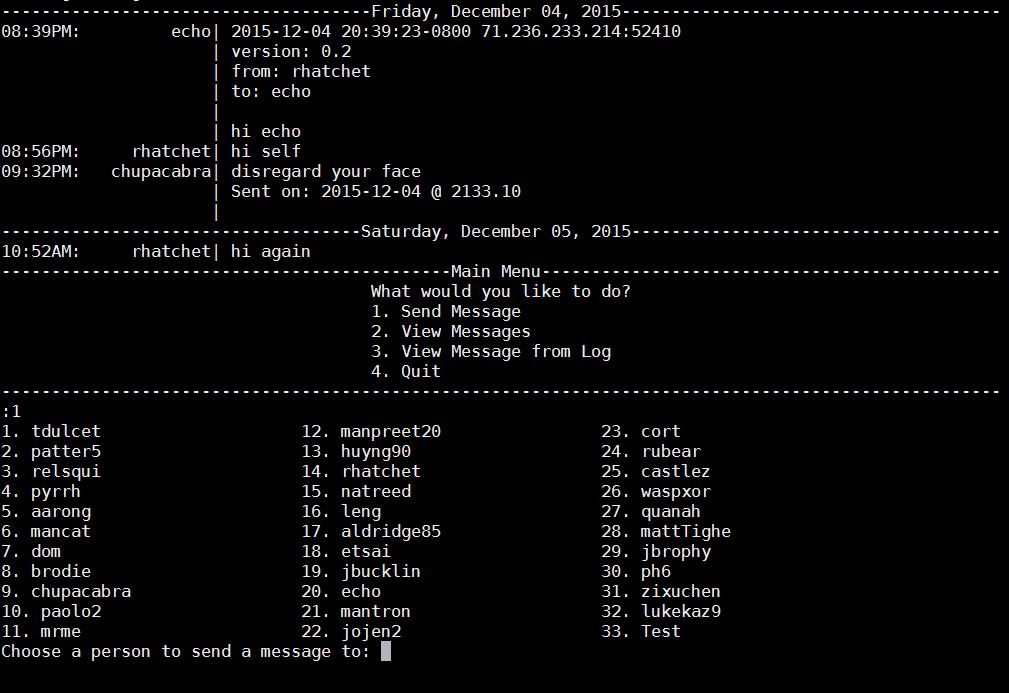 -------------------------------------Friday, December 04, 2015--------------------------------------
08:39PM:         echo| 2015-12-04 20:39:23-0800 71.236.233.214:52410
                     | version: 0.2
                     | from: rhatchet
                     | to: echo
                     |
                     | hi echo
08:56PM:     rhatchet| hi self
09:32PM:   chupacabra| disregard your face
                     | Sent on: 2015-12-04 @ 2133.10
                     |
------------------------------------Saturday, December 05, 2015-------------------------------------
10:52AM:     rhatchet| hi again
---------------------------------------------Main Menu----------------------------------------------
                                     What would you like to do?
                                     1. Send Message
                                     2. View Messages
                                     3. View Message from Log
                                     4. Quit
----------------------------------------------------------------------------------------------------
:1
1. tdulcet                    12. manpreet20                23. cort
2. patter5                    13. huyng90                   24. rubear
3. relsqui                    14. rhatchet                  25. castlez
4. pyrrh                      15. natreed                   26. waspxor
5. aarong                     16. leng                      27. quanah
6. mancat                     17. aldridge85                28. mattTighe
7. dom                        18. etsai                     29. jbrophy
8. brodie                     19. jbucklin                  30. ph6
9. chupacabra                 20. echo                      31. zixuchen
10. paolo2                    21. mantron                   32. lukekaz9
11. mrme                      22. jojen2                    33. Test
Choose a person to send a message to: